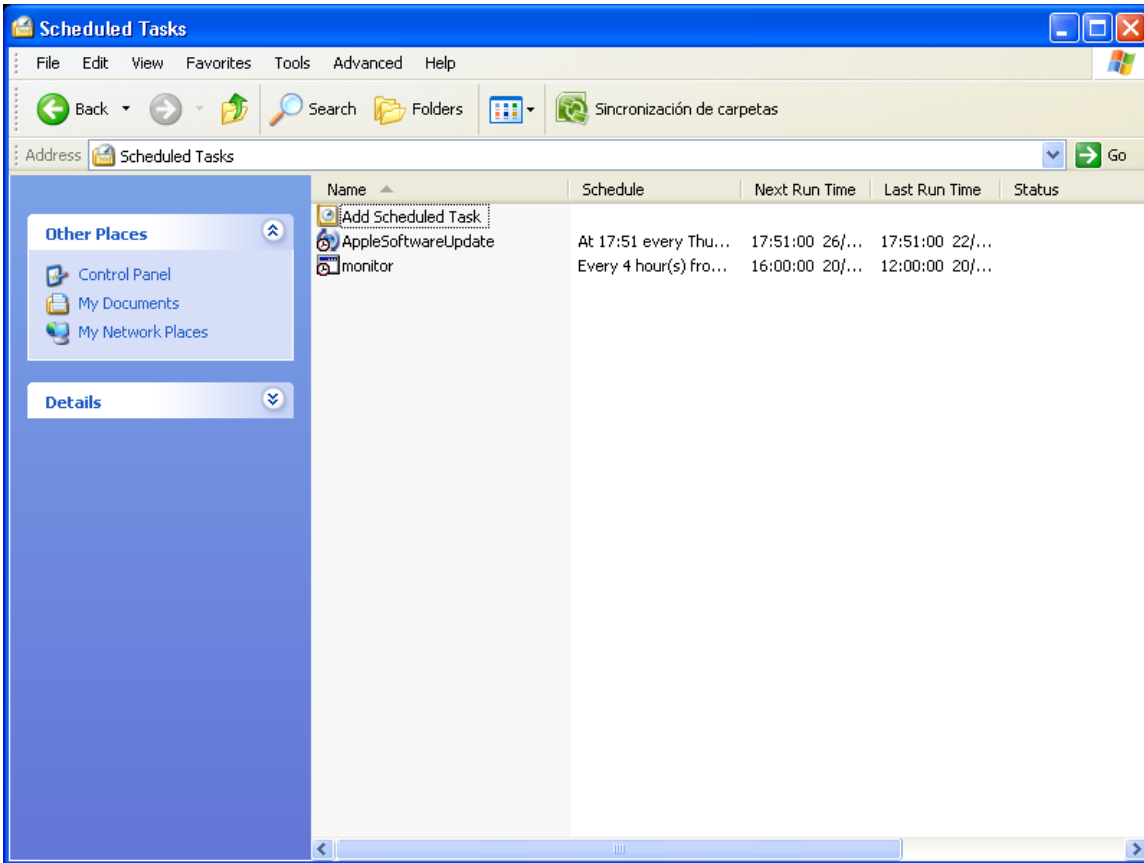 Scheduled Tasks
File Edit View Favorites Tools Advanced Help
Back Search Folders Sincronización de carpetas
Address Scheduled Tasks Go
Other Places
Control Panel
My Documents
My Network Places
Details
Name Schedule Next Run Time Last Run Time Status
Add Scheduled Task
AppleSoftwareUpdate At 17:51 every Thu... 17:51:00 26/... 17:51:00 22/...
monitor Every 4 hour(s) fro... 16:00:00 20/... 12:00:00 20/...